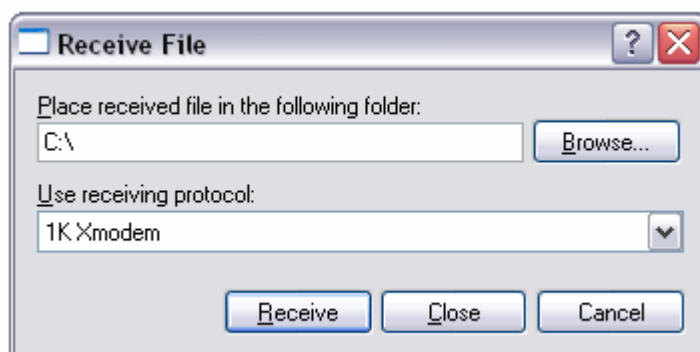 Receive File
?
Place received file in the following folder:
C:\
Browse...
Use receiving protocol:
1K Xmodem
Receive
Close
Cancel